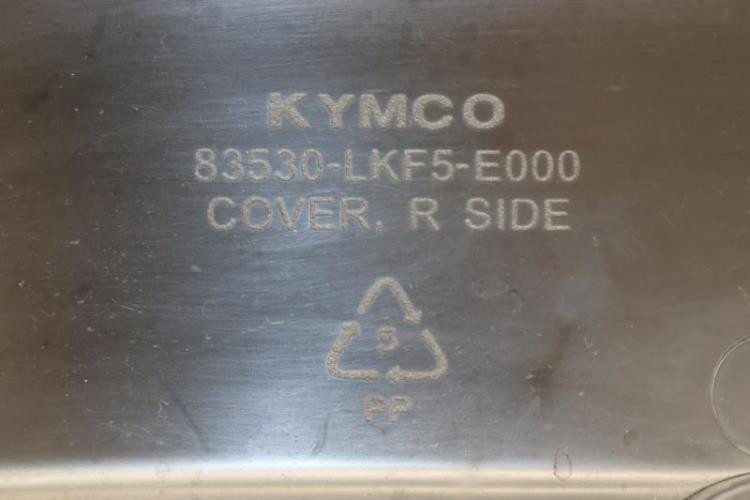 KYMCO
83530-LKF5-E000
COVER, R SIDE
5
PP